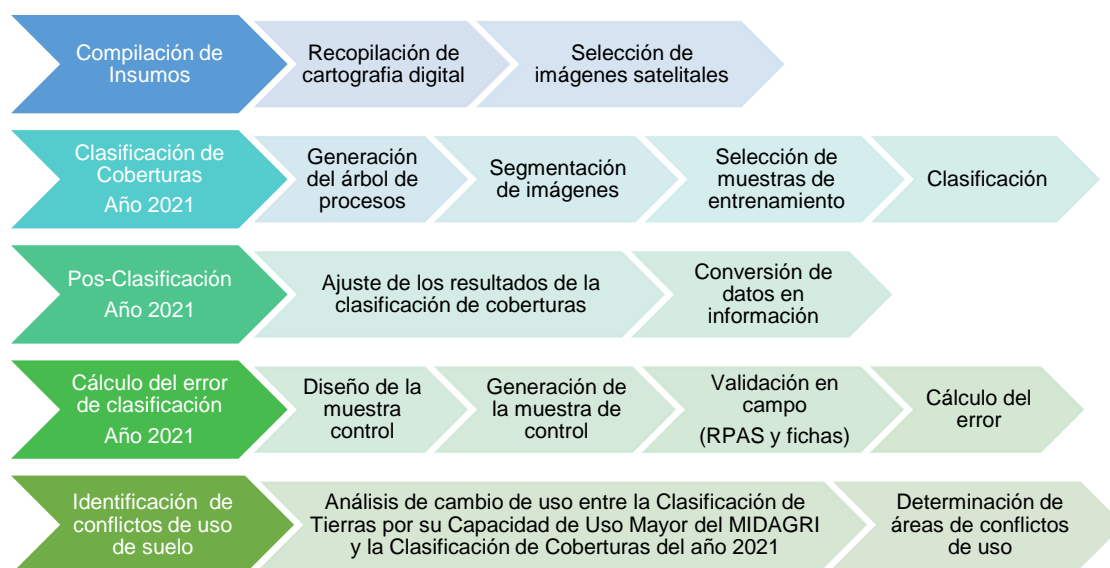 Compilación de
Insumos
Recopilación de
cartografia digital
Selección de
imágenes satelitales
Clasificación de
Coberturas
Año 2021
Generación
del árbol de
procesos
Segmentación
de imágenes
Selección de
muestras de
entrenamiento
Clasificación
Pos-Clasificación
Año 2021
Ajuste de los resultados de la
clasificación de coberturas
Conversión de
datos en
información
Cálculo del error
de clasificación
Año 2021
Diseño de la
muestra
control
Generación de
la muestra de
control
Validación en
campo
(RPAS y fichas)
Cálculo del
error
Identificación de
conflictos de uso
de suelo
Análisis de cambio de uso entre la Clasificación de
Tierras por su Capacidad de Uso Mayor del MIDAGRI
y la Clasificación de Coberturas del año 2021
Determinación de
áreas de conflictos
de uso